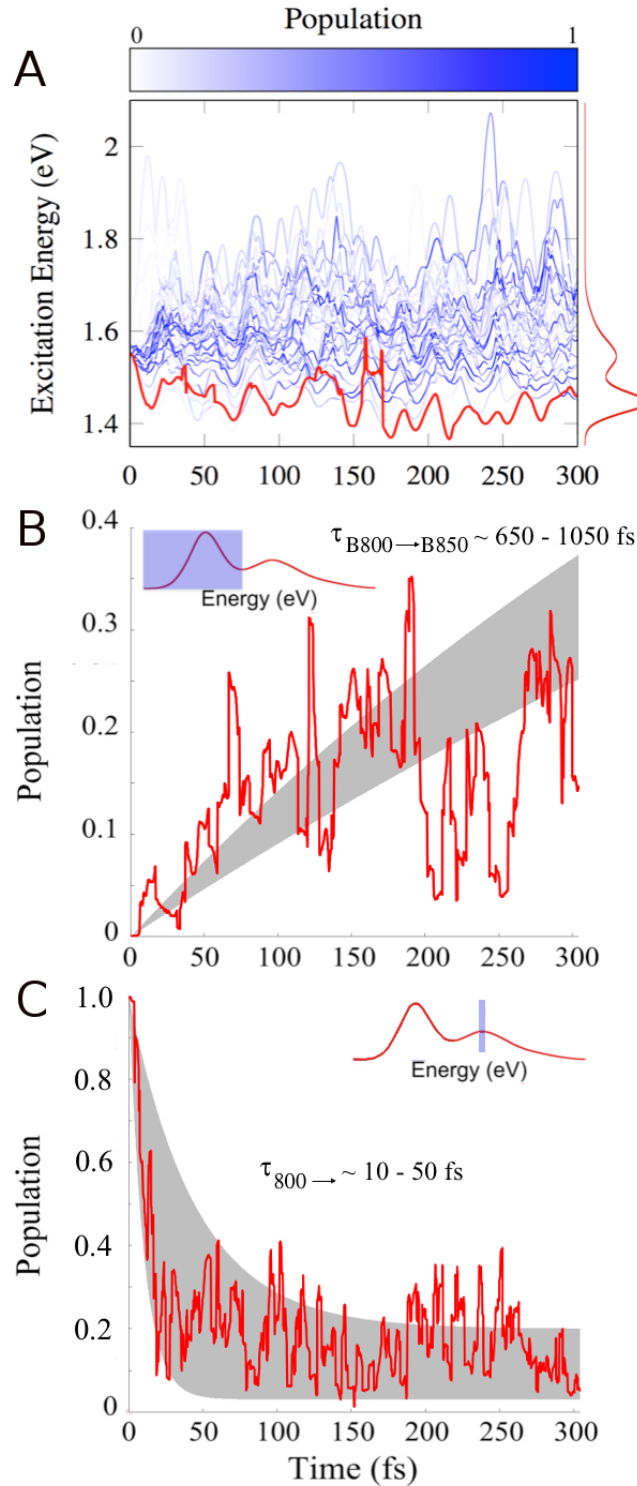 Population
0 1
A
Excitation Energy (eV)
2
1.8
1.6
1.4
0 50 100 150 200 250 300
B
0.4
τB800→B850 ~ 650 - 1050 fs
Energy (eV)
0.3
Population
0.2
0.1
0
0 50 100 150 200 250 300
C
1.0
Energy (eV)
0.8
τ800→ ~ 10 - 50 fs
0.6
Population
0.4
0.2
0
0 50 100 150 200 250 300
Time (fs)